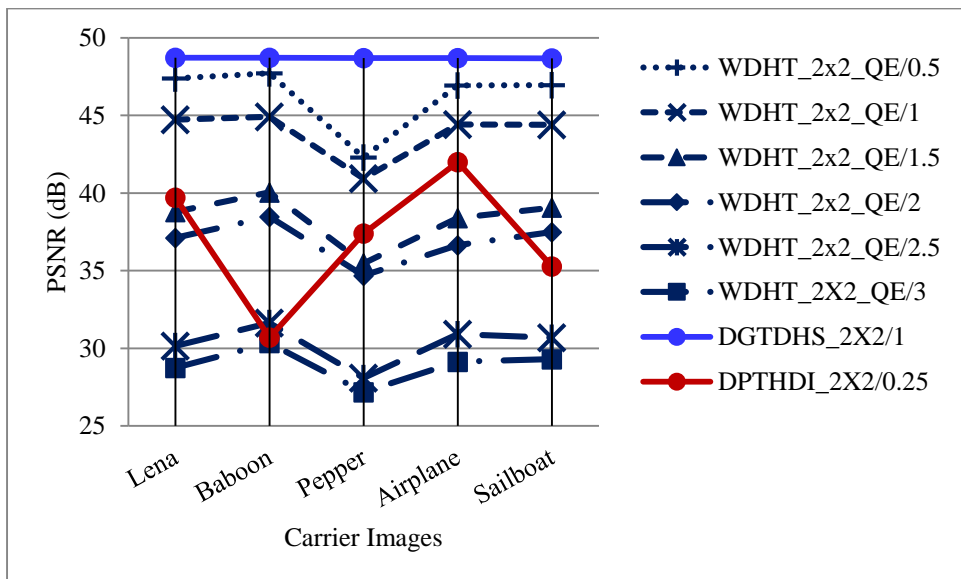 50
45
40
35
30
25
PSNR (dB)
Lena
Baboon
Pepper
Airplane
Sailboat
Carrier Images
WDHT_2x2_QE/0.5
WDHT_2x2_QE/1
WDHT_2x2_QE/1.5
WDHT_2x2_QE/2
WDHT_2x2_QE/2.5
WDHT_2X2_QE/3
DGTDHS_2X2/1
DPTHDI_2X2/0.25